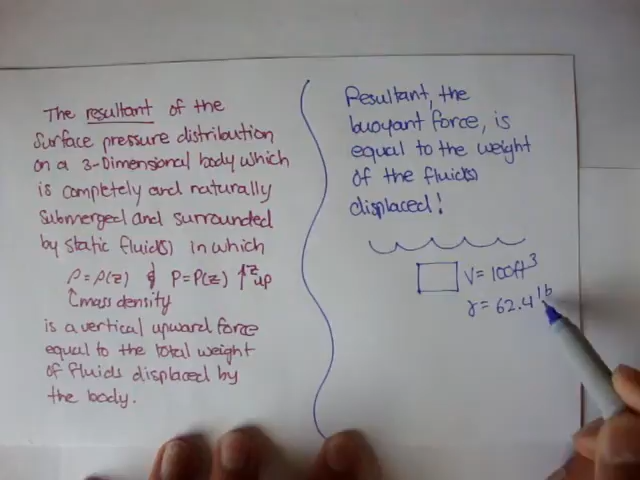 The resultant of the
surface pressure distribution
on a 3-Dimensional body which
is completely and naturally
submerged and surrounded
by static fluid(s) in which
ρ=ρ(z) & P=P(z) ↑z up
↑mass density
is a vertical upward force
equal to the total weight
of fluids displaced by
the body.
Resultant, the
buoyant force, is
equal to the weight
of the fluid(s)
displaced!
V=100ft³
γ=62.4 lb